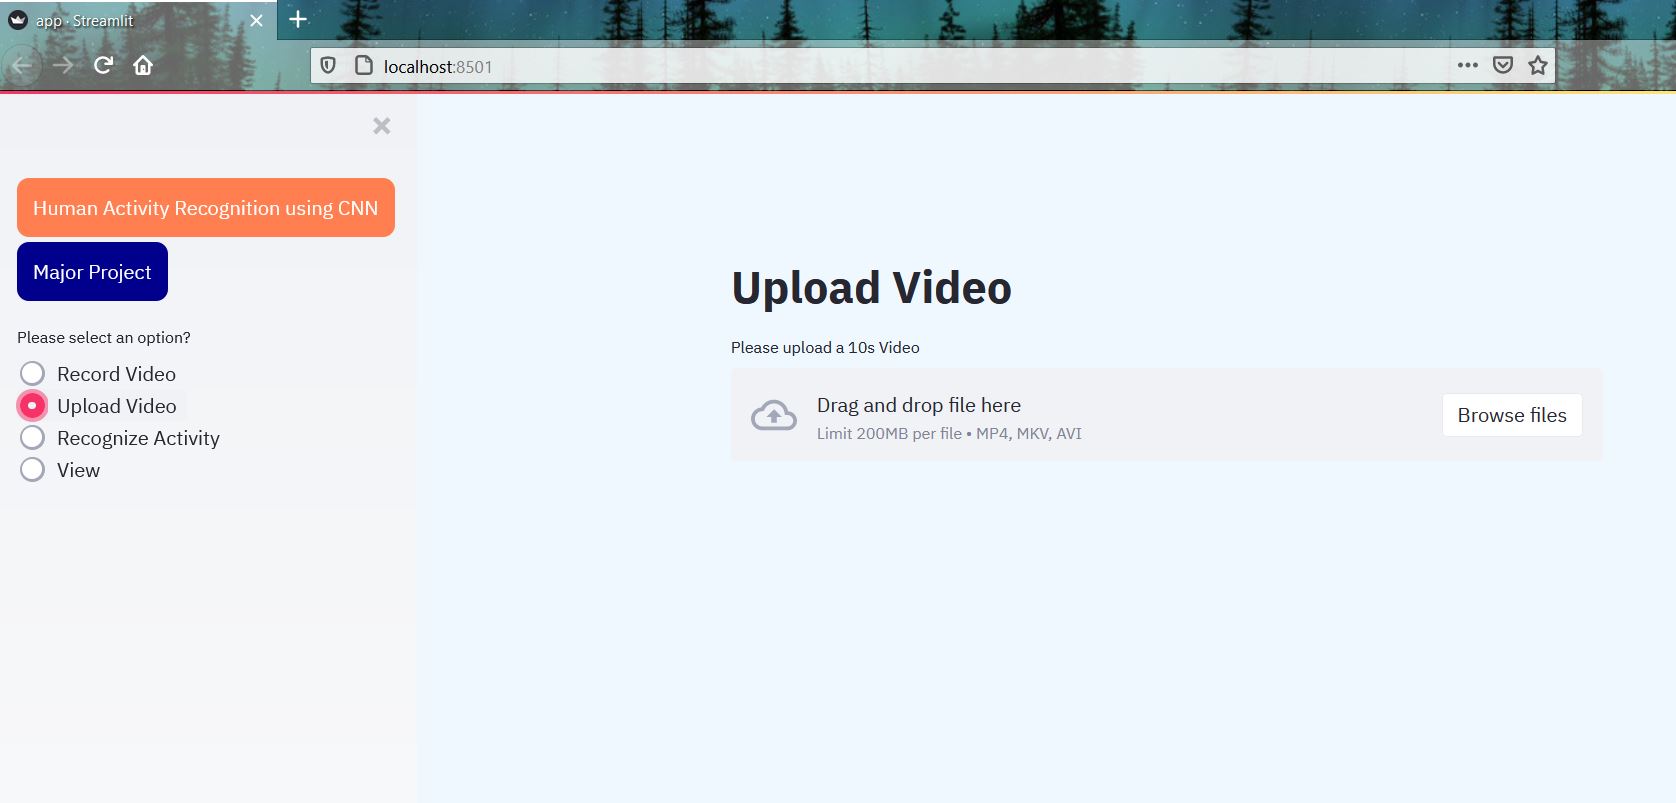 app · Streamlit
localhost:8501
Human Activity Recognition using CNN
Major Project
Please select an option?
Record Video
Upload Video
Recognize Activity
View
Upload Video
Please upload a 10s Video
Drag and drop file here
Limit 200MB per file • MP4, MKV, AVI
Browse files